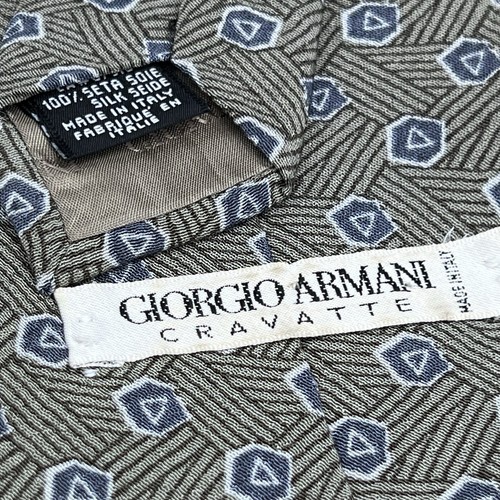 100% SETA SOIE
SILK SEIDE
MADE IN ITALY
FABRIQUE EN
ITALIE
GIORGIO ARMANI
CRAVATTE
MADE IN ITALY